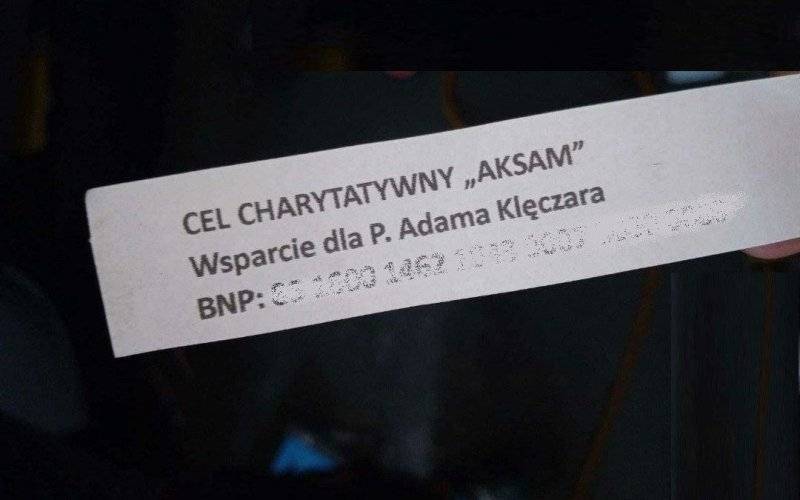 CEL CHARYTATYWNY „AKSAM”
Wsparcie dla P. Adama Klęczara
BNP: